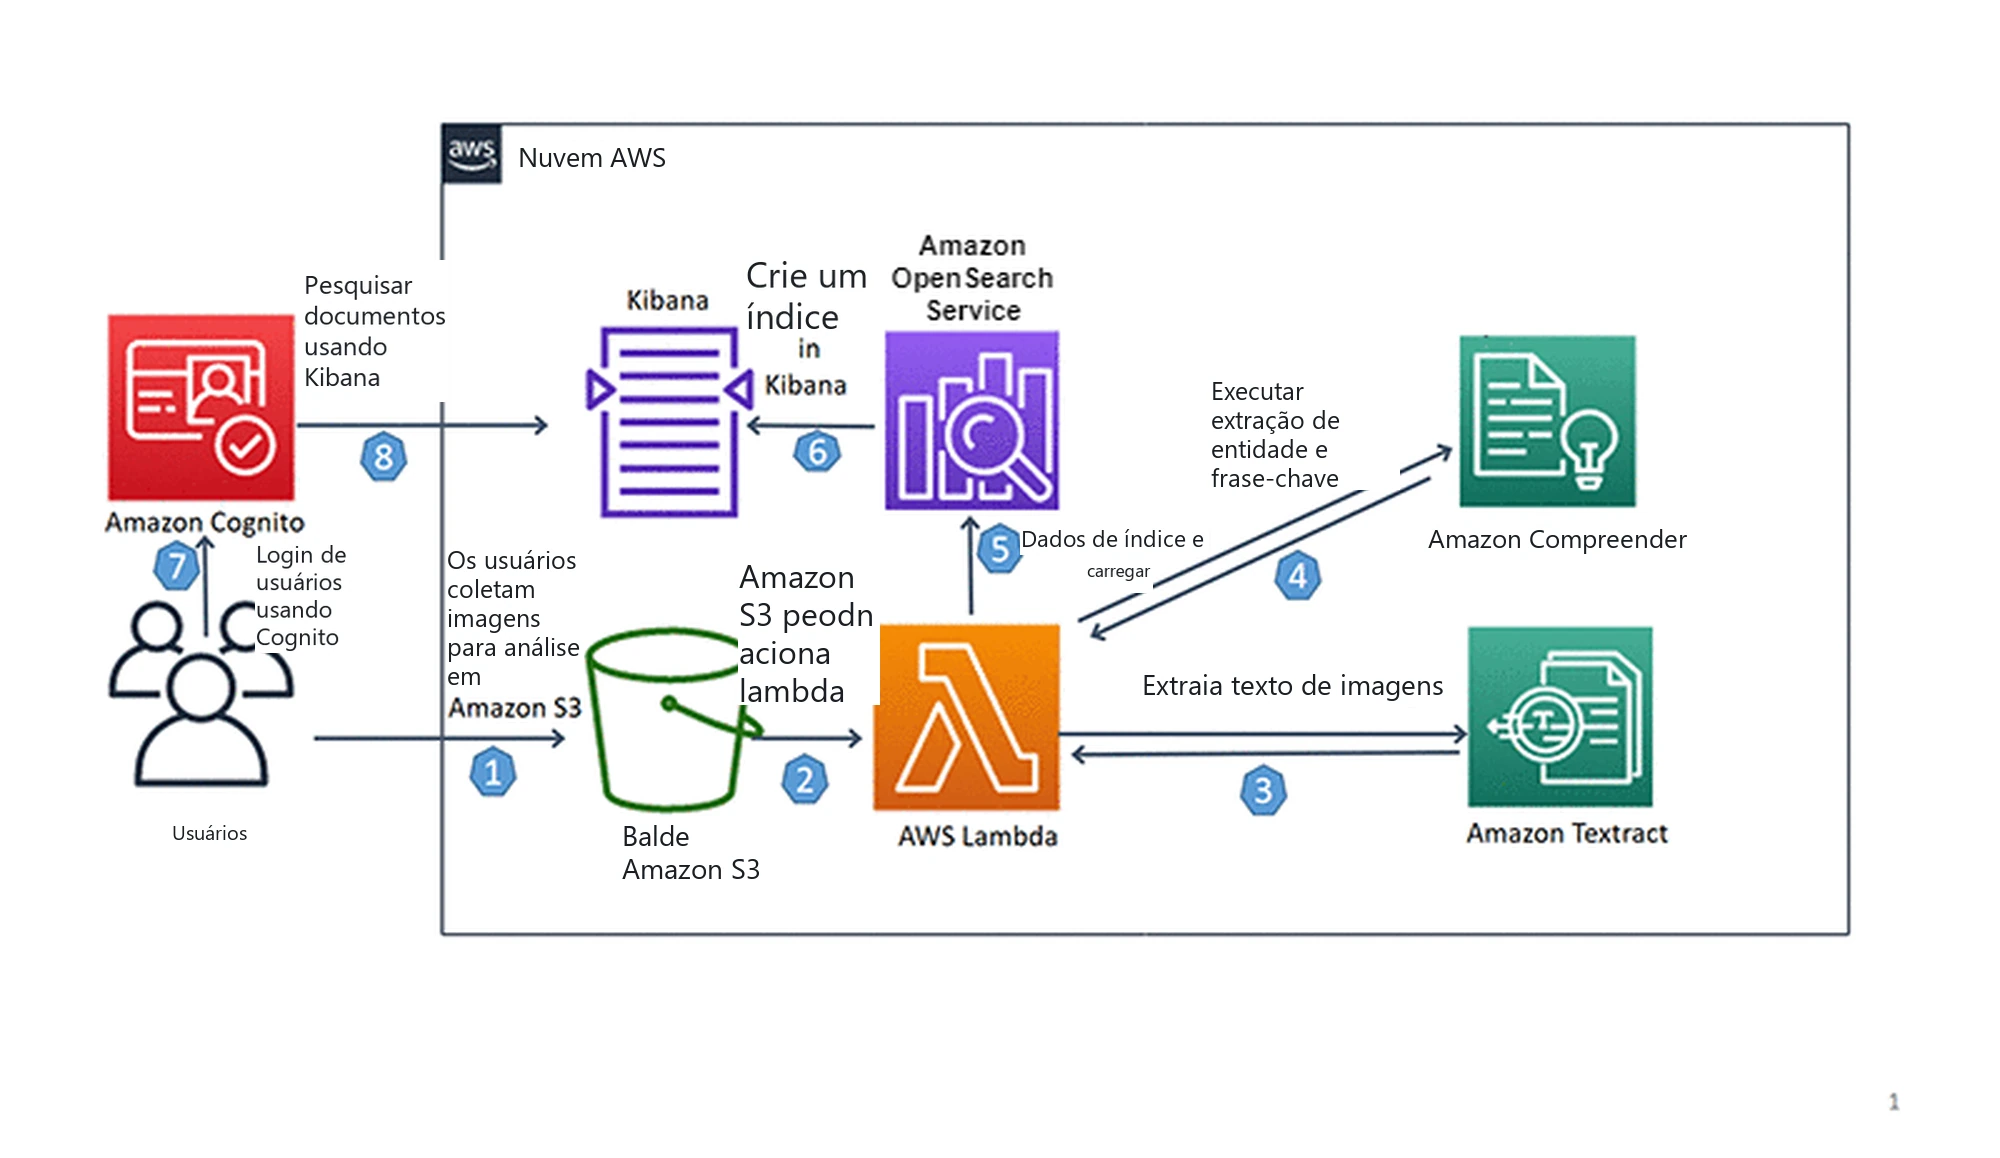 aws
Nuvem AWS
Pesquisar
documentos
usando
Kibana
8
Amazon Cognito
7
Login de
usuários
usando
Cognito
Usuários
Os usuários
coletam
imagens
para análise
em
Amazon S3
1
Kibana
Crie um
índice
in
Kibana
6
Amazon
OpenSearch
Service
5
Dados de índice e
carregar
Amazon
S3 peodn
aciona
lambda
2
Balde
Amazon S3
AWS Lambda
Executar
extração de
entidade e
frase-chave
4
Amazon Compreender
Extraia texto de imagens
3
Amazon Textract
1